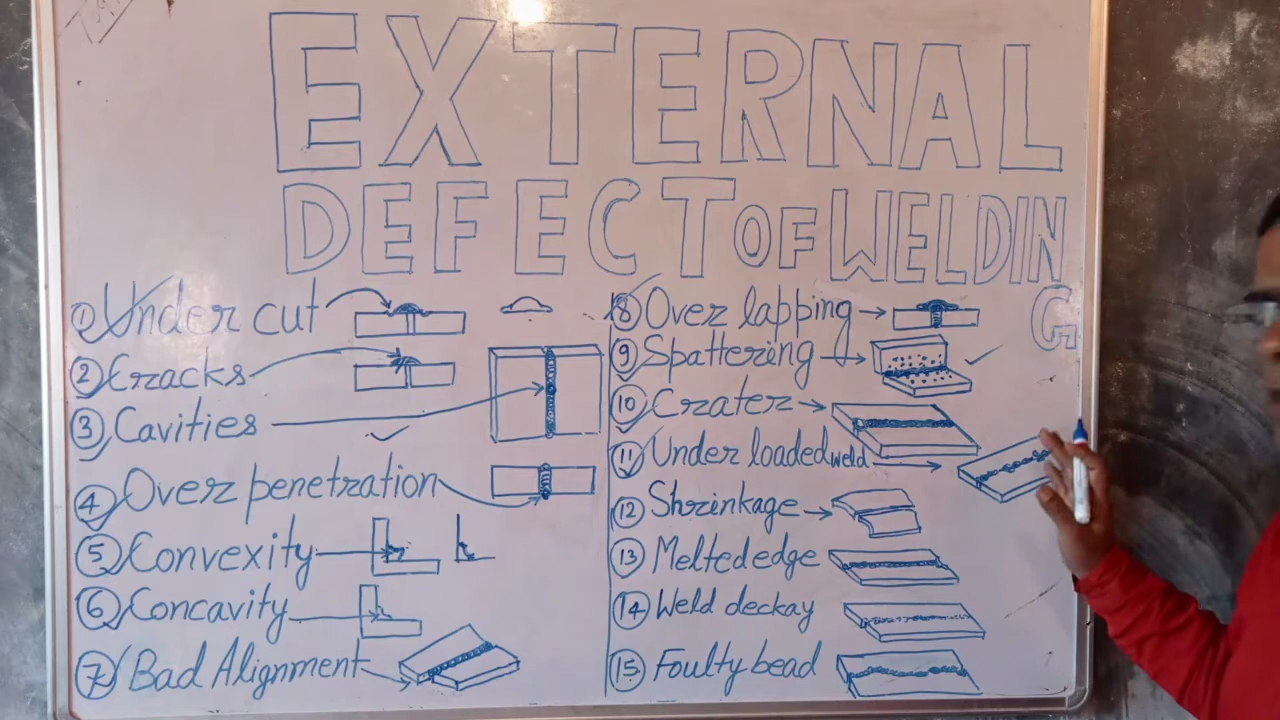 EXTERNAL
DEFECT OF WELDING
1 Under cut
2 Cracks
3 Cavities
4 Over penetration
5 Convexity
6 Concavity
7 Bad Alignment
8 Over lapping
9 Spattering
10 Crater
11 Under loaded weld
12 Shrinkage
13 Melted edge
14 Weld deckay
15 Foulty bead